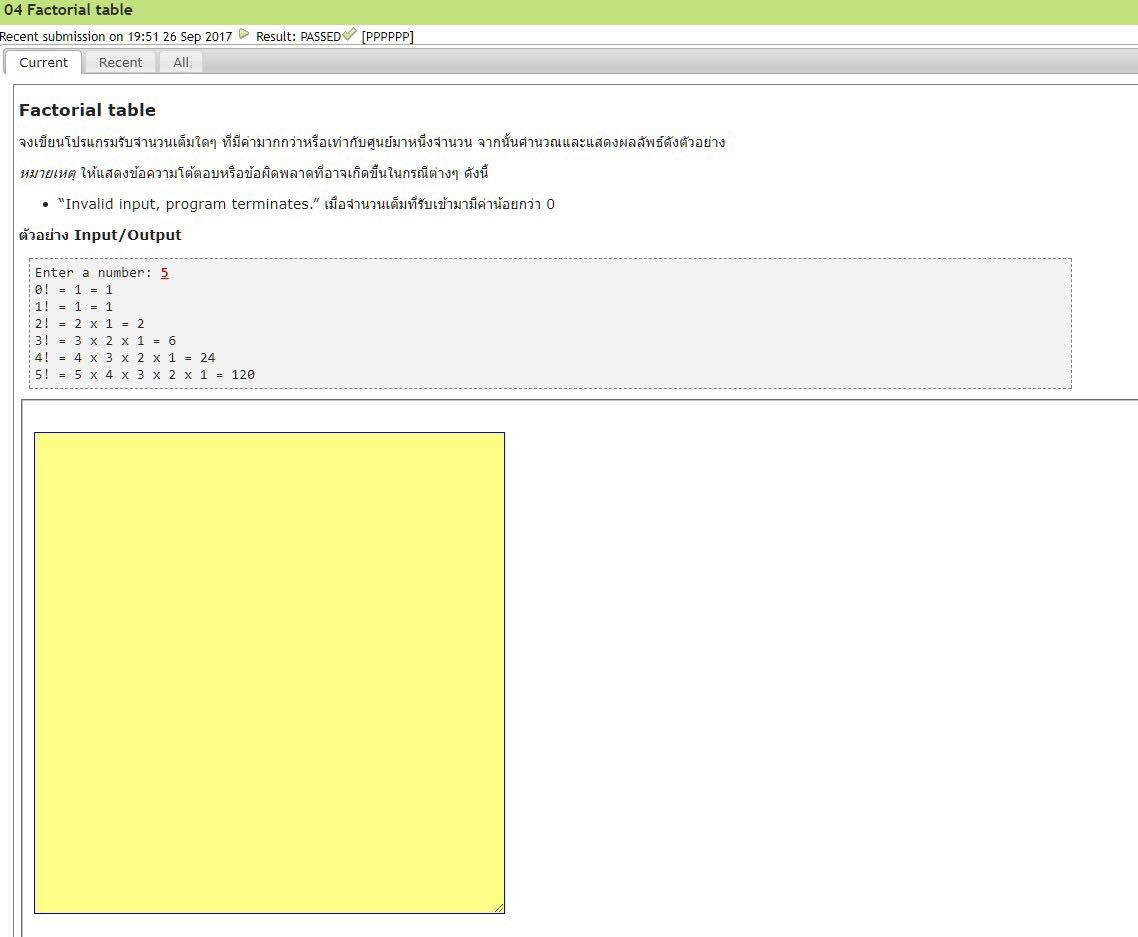 04 Factorial table
Recent submission on 19:51 26 Sep 2017 Result: PASSED [PPPPPP]
Current Recent All
Factorial table
จงเขียนโปรแกรมรับจำนวนเต็มใดๆ ที่มีค่ามากกว่าหรือเท่ากับศูนย์มาหนึ่งจำนวน จากนั้นคำนวณและแสดงผลลัพธ์ดังตัวอย่าง
หมายเหตุ ให้แสดงข้อความโต้ตอบหรือข้อผิดพลาดที่อาจเกิดขึ้นในกรณีต่างๆ ดังนี้
• “Invalid input, program terminates.” เมื่อจำนวนเต็มที่รับเข้ามามีค่าน้อยกว่า 0
ตัวอย่าง Input/Output
Enter a number: 5
0! = 1 = 1
1! = 1 = 1
2! = 2 x 1 = 2
3! = 3 x 2 x 1 = 6
4! = 4 x 3 x 2 x 1 = 24
5! = 5 x 4 x 3 x 2 x 1 = 120